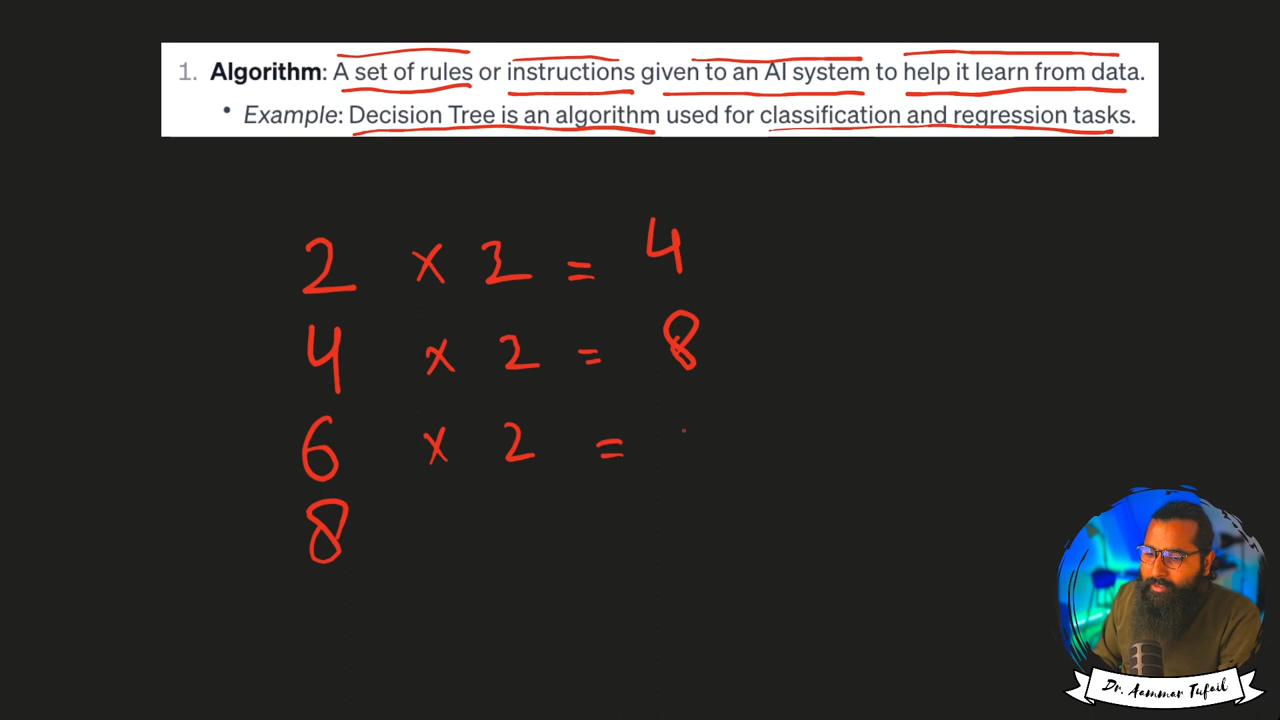 1. Algorithm: A set of rules or instructions given to an AI system to help it learn from data.
• Example: Decision Tree is an algorithm used for classification and regression tasks.
2 × 2 = 4
4 × 2 = 8
6 × 2 =
8
Dr. Aammar Tufail